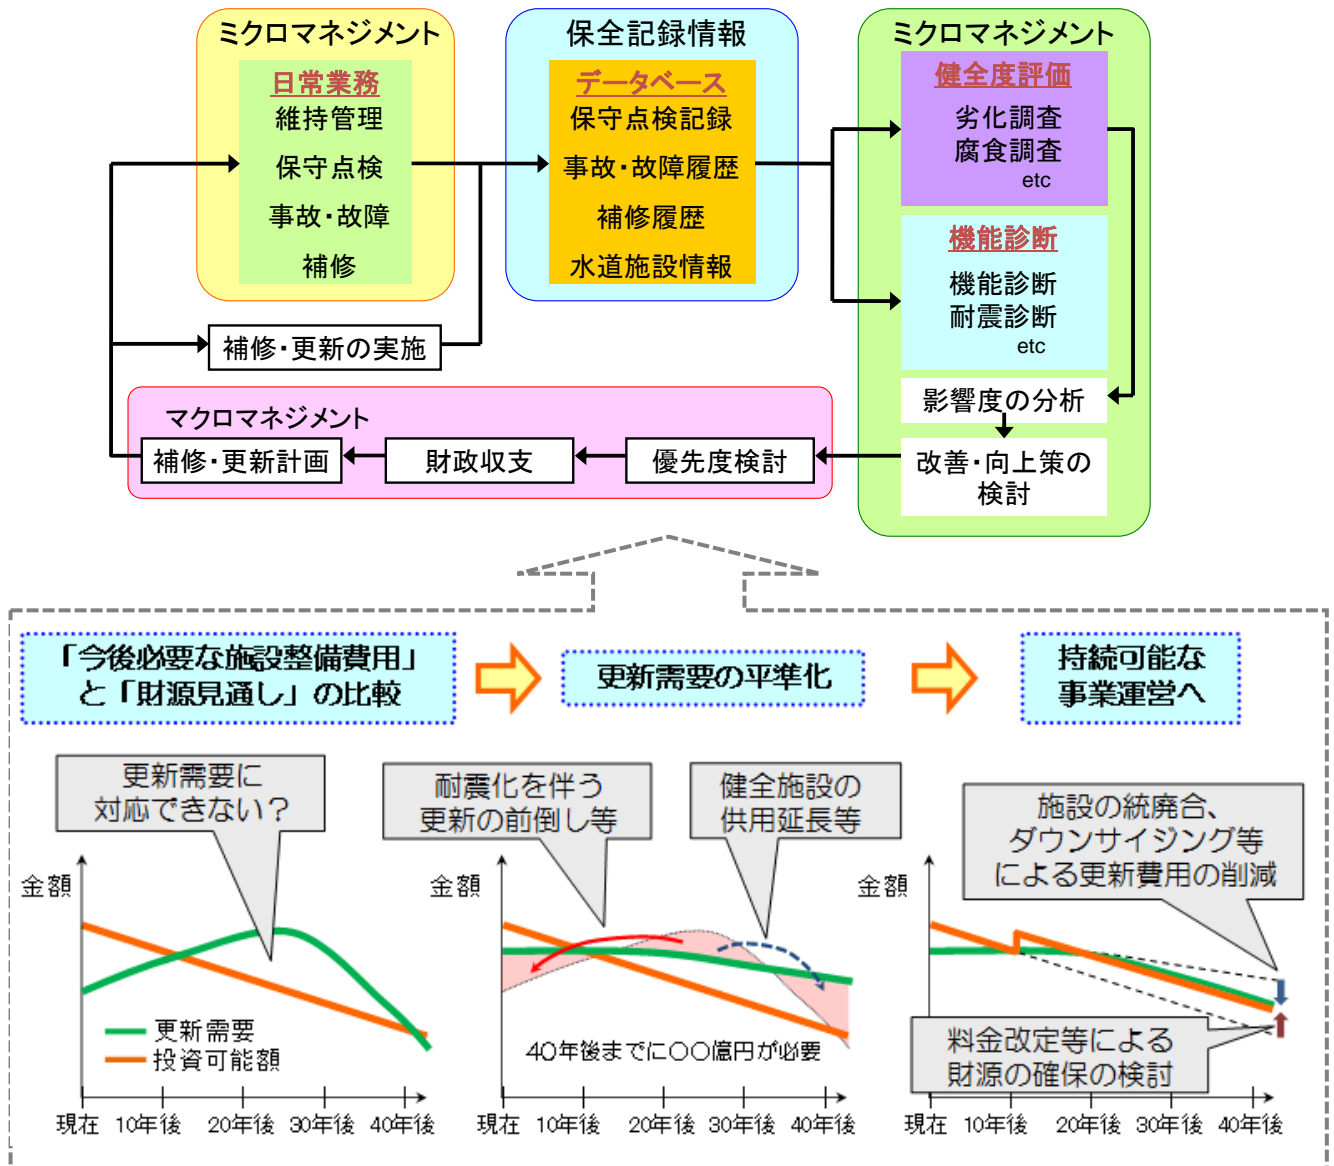 ミクロマネジメント
日常業務
維持管理
保守点検
事故・故障
補修
保全記録情報
データベース
保守点検記録
事故・故障履歴
補修履歴
水道施設情報
ミクロマネジメント
健全度評価
劣化調査
腐食調査
etc
機能診断
機能診断
耐震診断
etc
影響度の分析
改善・向上策の
検討
補修・更新の実施
マクロマネジメント
補修・更新計画
財政収支
優先度検討
「今後必要な施設整備費用」
と「財源見通し」の比較
更新需要の平準化
持続可能な
事業運営へ
更新需要に
対応できない？
金額
更新需要
投資可能額
現在
10年後
20年後
30年後
40年後
耐震化を伴う
更新の前倒し等
健全施設の
供用延長等
金額
40年後までに〇〇億円が必要
現在
10年後
20年後
30年後
40年後
施設の統廃合、
ダウンサイジング等
による更新費用の削減
金額
料金改定等による
財源の確保の検討
現在
10年後
20年後
30年後
40年後